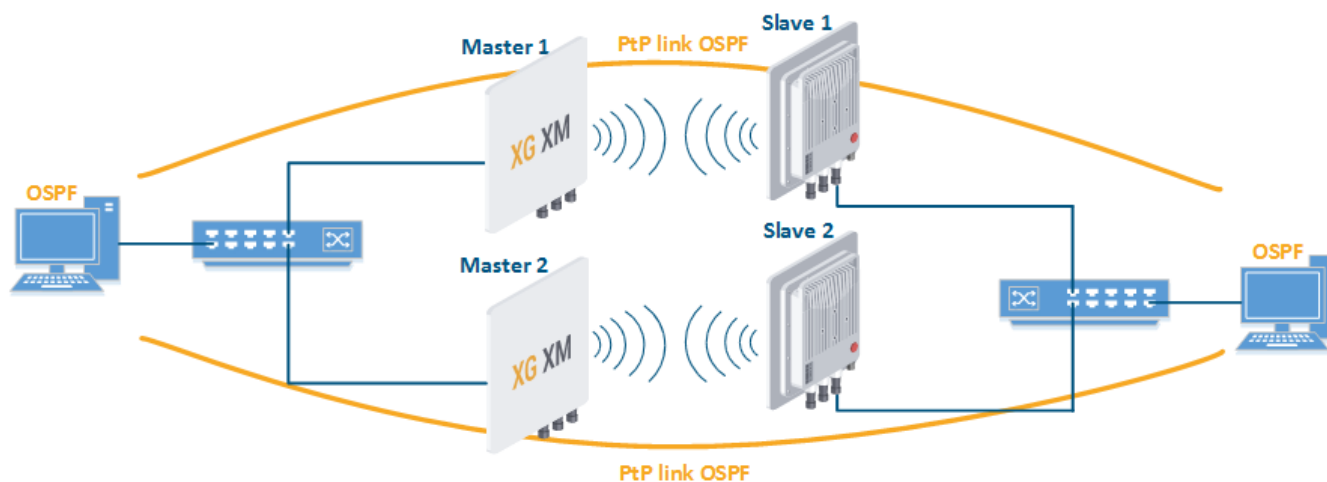 Slave 1
Master 1
PtP link OSPF
XG XM
OSPF
Slave 2
Master 2
OSPF
XG XM
PtP link OSPF